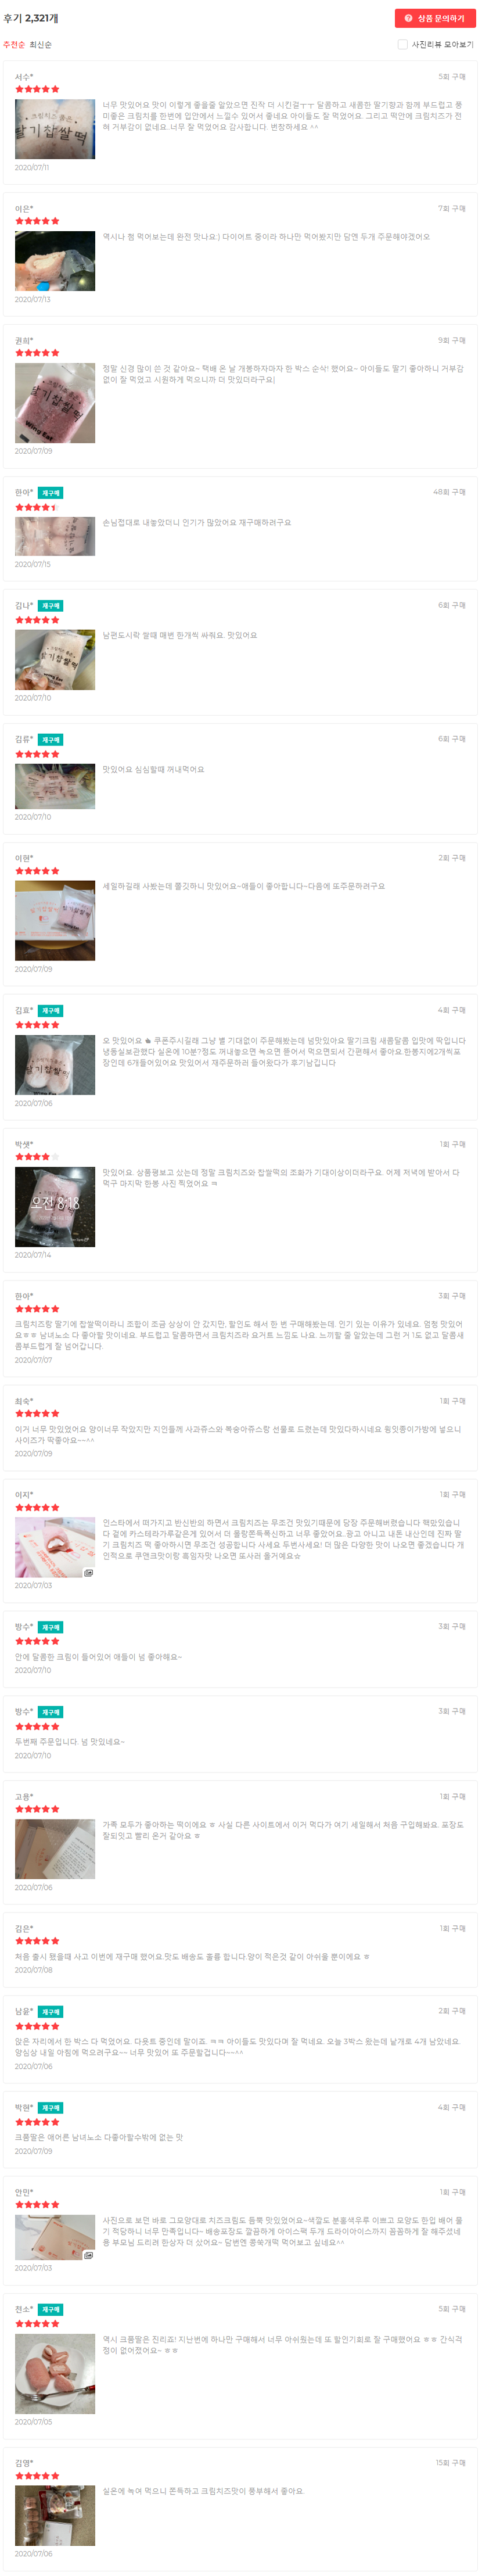 후기 2,321개
상품 문의하기
추천순 최신순
사진리뷰 모아보기
서수*
5회 구매
너무 맛있어요 맛이 이렇게 좋을줄 알았으면 진작 더 시킨걸ㅜㅜ 달콤하고 새콤한 딸기향과 함께 부드럽고 풍
미좋은 크림치를 한번에 입안에서 느낄수 있어서 좋네요 아이들도 잘 먹었어요. 그리고 떡안에 크림치즈가 전
혀 거부감이 없네요, 너무 잘 먹었어요 감사합니다. 번창하세요 ^^
2020/07/11
이은*
7회 구매
역시나 첨 먹어보는데 완전 맛나요:) 다이어트 중이라 하나만 먹어봤지만 담엔 두개 주문해야겠어오
2020/07/13
권희*
9회 구매
정말 신경 많이 쓴 것 같아요~ 택배 온 날 개봉하자마자 한 박스 순삭! 했어요~ 아이들도 딸기 좋아하니 거부감
없이 잘 먹었고 시원하게 먹으니까 더 맛있더라구요|
딸기찹쌀떡
Wing Eat
2020/07/09
한아* 재구매
48회 구매
손님접대로 내놓았더니 인기가 많았어요 재구매하려구요
2020/07/15
김나* 재구매
6회 구매
남편도시락 쌀때 매번 한개씩 싸줘요. 맛있어요
2020/07/10
김류* 재구매
6회 구매
맛있어요 심심할때 꺼내먹어요
2020/07/10
이현*
2회 구매
세일하길래 사봤는데 쫄깃하니 맛있어요~애들이 좋아합니다~다음에 또주문하려구요
2020/07/09
김효* 재구매
4회 구매
오 맛있어요 쿠폰주시길래 그냥 별 기대없이 주문해봤는데 넘맛있아요 딸기크림 새콤달콤 입맛에 딱입니다
냉동실보관했다 실온에 10분?정도 꺼내놓으면 녹으면 뜯어서 먹으면되서 간편해서 좋아요.한봉지에2개씩포
장인데 6개들어있어요 맛있어서 재주문하러 들어왔다가 후기남깁니다
2020/07/06
박샛*
1회 구매
맛있어요. 상품평보고 샀는데 정말 크림치즈와 찹쌀떡의 조화가 기대이상이더라구요. 어제 저녁에 받아서 다
먹구 마지막 한봉 사진 찍었어요 ㅋ
오전 8:18
2020/07/14
한아*
3회 구매
크림치즈랑 딸기에 찹쌀떡이라니 조합이 조금 상상이 안 갔지만, 할인도 해서 한 번 구매해봤는데. 인기 있는 이유가 있네요. 엄청 맛있어
요ㅎㅎ 남녀노소 다 좋아할 맛이네요. 부드럽고 달콤하면서 크림치즈라 요거트 느낌도 나요. 느끼할 줄 알았는데 그런 거 1도 없고 달콤새
콤부드럽게 잘 넘어갑니다.
2020/07/07
최숙*
1회 구매
이거 너무 맛있었어요 양이너무 작았지만 지인들께 사과쥬스와 복숭아쥬스랑 선물로 드렸는데 맛있다하시네요 윙잇종이가방에 넣으니
사이즈가 딱좋아요~~^^
2020/07/09
이지*
1회 구매
인스타에서 떠가지고 반신반의 하면서 크림치즈는 무조건 맛있기때문에 당장 주문해버렸습니다 핵맜있습니
다 겉에 카스테라가루같은게 있어서 더 몰랑쫀득폭신하고 너무 좋았어요..광고 아니고 내돈 내산인데 진짜 딸
기 크림치즈 떡 좋아하시면 무조건 성공합니다 사세요 두번사세요! 더 많은 다양한 맛이 나오면 좋겠습니다 개
인적으로 쿠앤크맛이랑 흑임자맛 나오면 또사러 올거에요☆
2020/07/03
방수* 재구매
3회 구매
안에 달콤한 크림이 들어있어 애들이 넘 좋아해요~
2020/07/10
방수* 재구매
3회 구매
두번째 주문입니다. 넘 맛있네요~
2020/07/10
고몽*
1회 구매
가족 모두가 좋아하는 떡이에요 ㅎ 사실 다른 사이트에서 이거 먹다가 여기 세일해서 처음 구입해봐요. 포장도
잘되잇고 빨리 온거 같아요 ㅎ
2020/07/06
김은*
1회 구매
처음 출시 됐을때 사고 이번에 재구매 했어요.맛도 배송도 훌륭 합니다.양이 적은것 같이 아쉬울 뿐이에요 ㅎ
2020/07/08
남윤* 재구매
2회 구매
앉은 자리에서 한 박스 다 먹었어요. 다욧트 중인데 말이죠. ㅋㅋ 아이들도 맛있다며 잘 먹네요. 오늘 3박스 왔는데 낱개로 4개 남았네요.
양심상 내일 아침에 먹으려구요~~ 너무 맛있어 또 주문할겁니다~~^^
2020/07/06
박현* 재구매
4회 구매
크폼딸은 애어른 남녀노소 다좋아할수밖에 없는 맛
2020/07/09
안민*
1회 구매
사진으로 보던 바로 그모양대로 치즈크림도 듬뿍 맛있었어요~색깔도 분홍색우루 이쁘고 모양도 한입 배어 물
기 적당하니 너무 만족입니다~ 배송포장도 깔끔하게 아이스팩 두개 드라이아이스까지 꼼꼼하게 잘 해주셨네
용 부모님 드리려 한상자 더 샀어요~ 담번엔 콩쑥개떡 먹어보고 싶네요^^
2020/07/03
전소* 재구매
5회 구매
역시 크퐁딸은 진리죠! 지난번에 하나만 구매해서 너무 아쉬웠는데 또 할인기회로 잘 구매했어요 ㅎㅎ 간식걱
정이 없어졌어요~ ㅎㅎ
2020/07/05
김영*
15회 구매
실온에 녹여 먹으니 쫀득하고 크림치즈맛이 풍부해서 좋아요.
2020/07/06